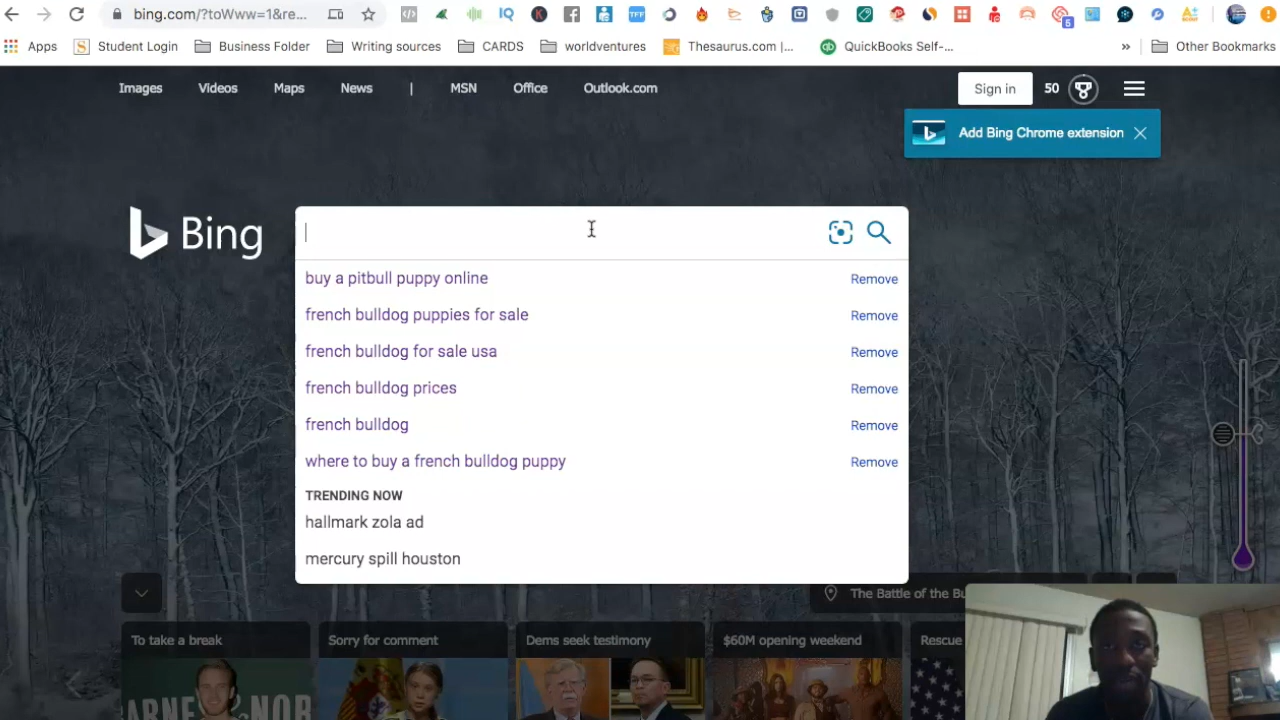 bing.com/?toWww=1&re...
IQ
K
TFF
5
Apps
Student Login
Business Folder
Writing sources
CARDS
worldventures
Thesaurus.com |...
QuickBooks Self-...
»
Other Bookmarks
Images
Videos
Maps
News
|
MSN
Office
Outlook.com
Sign in
50
Add Bing Chrome extension
Bing
buy a pitbull puppy online
Remove
french bulldog puppies for sale
Remove
french bulldog for sale usa
Remove
french bulldog prices
Remove
french bulldog
Remove
where to buy a french bulldog puppy
Remove
TRENDING NOW
hallmark zola ad
mercury spill houston
The Battle of the Bu
To take a break
Sorry for comment
Dems seek testimony
$60M opening weekend
Rescue